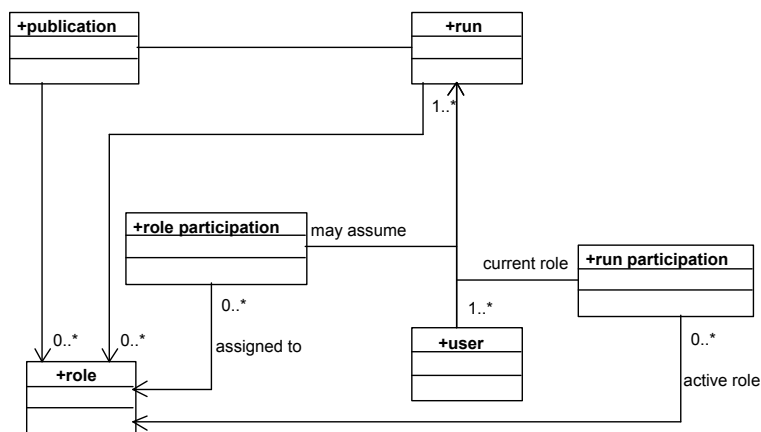 +publication
+run
1..*
+role participation
may assume
current role
+run participation
0..*
1..*
0..*
0..*
0..*
assigned to
+user
+role
active role